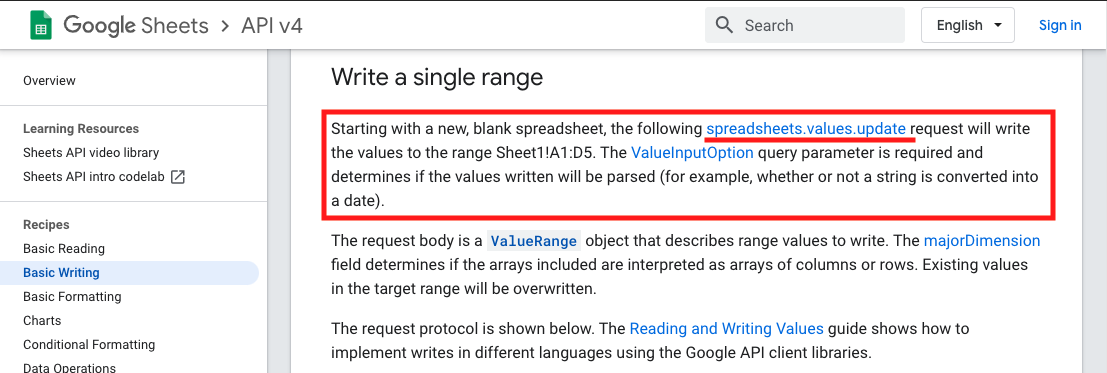 Google Sheets > API v4
Search
English
Sign in
Overview
Learning Resources
Sheets API video library
Sheets API intro codelab
Recipes
Basic Reading
Basic Writing
Basic Formatting
Charts
Conditional Formatting
Data Operations
Write a single range
Starting with a new, blank spreadsheet, the following spreadsheets.values.update request will write
the values to the range Sheet1!A1:D5. The ValueInputOption query parameter is required and
determines if the values written will be parsed (for example, whether or not a string is converted into
a date).
The request body is a ValueRange object that describes range values to write. The majorDimension
field determines if the arrays included are interpreted as arrays of columns or rows. Existing values
in the target range will be overwritten.
The request protocol is shown below. The Reading and Writing Values guide shows how to
implement writes in different languages using the Google API client libraries.